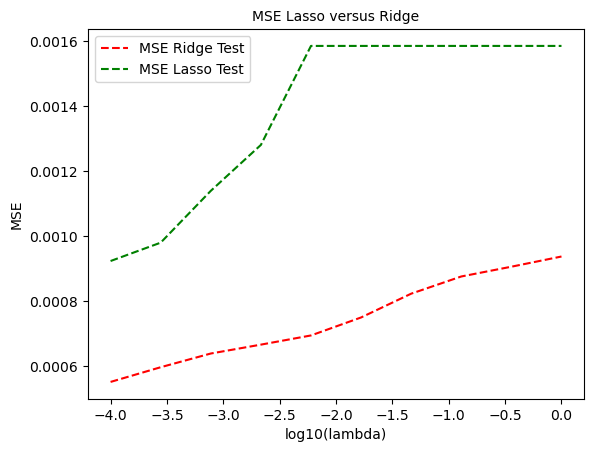 MSE Lasso versus Ridge
MSE Ridge Test
MSE Lasso Test
0.0016
0.0014
0.0012
0.0010
0.0008
0.0006
MSE
−4.0 −3.5 −3.0 −2.5 −2.0 −1.5 −1.0 −0.5 0.0
log10(lambda)